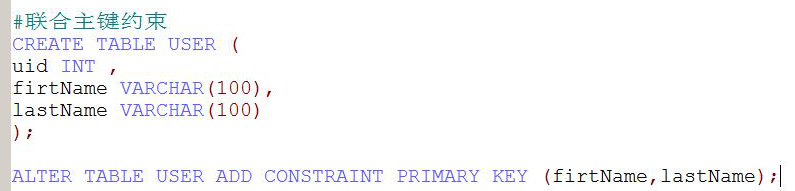 #联合主键约束
CREATE TABLE USER (
uid INT ,
firtName VARCHAR(100),
lastName VARCHAR(100)
);
ALTER TABLE USER ADD CONSTRAINT PRIMARY KEY (firtName,lastName);